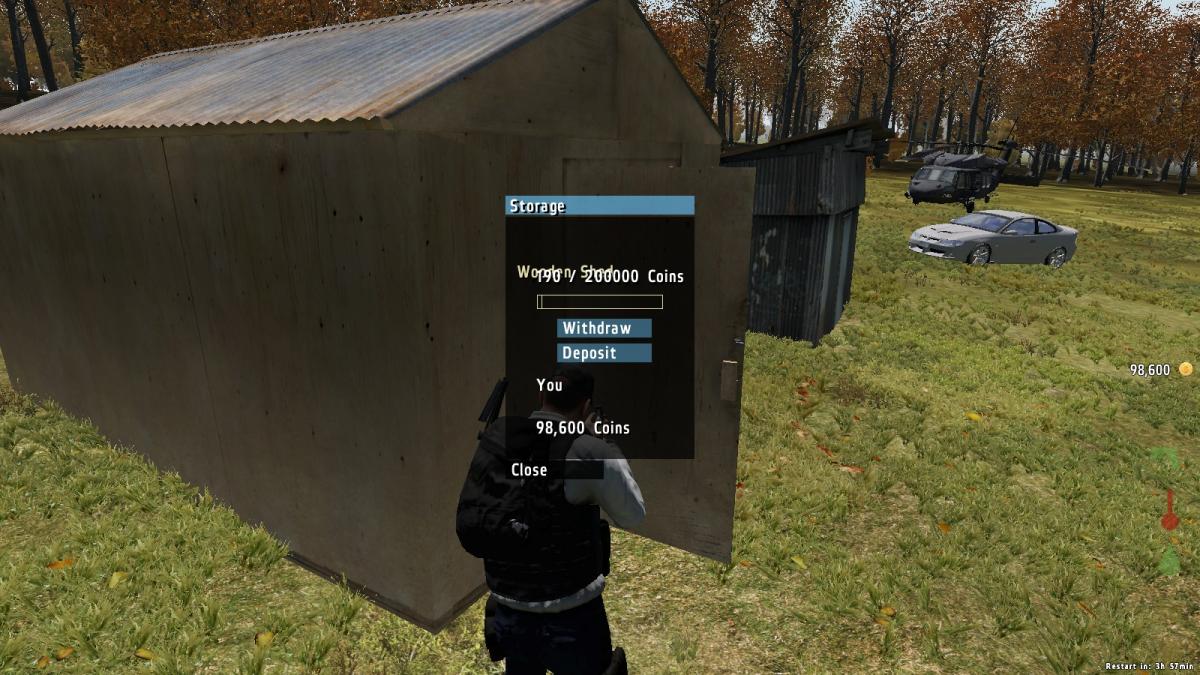 Storage
Wooden Shed
190 / 200000 Coins
Withdraw
Deposit
You
98,600
98,600 Coins
Close
Restart in: 3h 57min